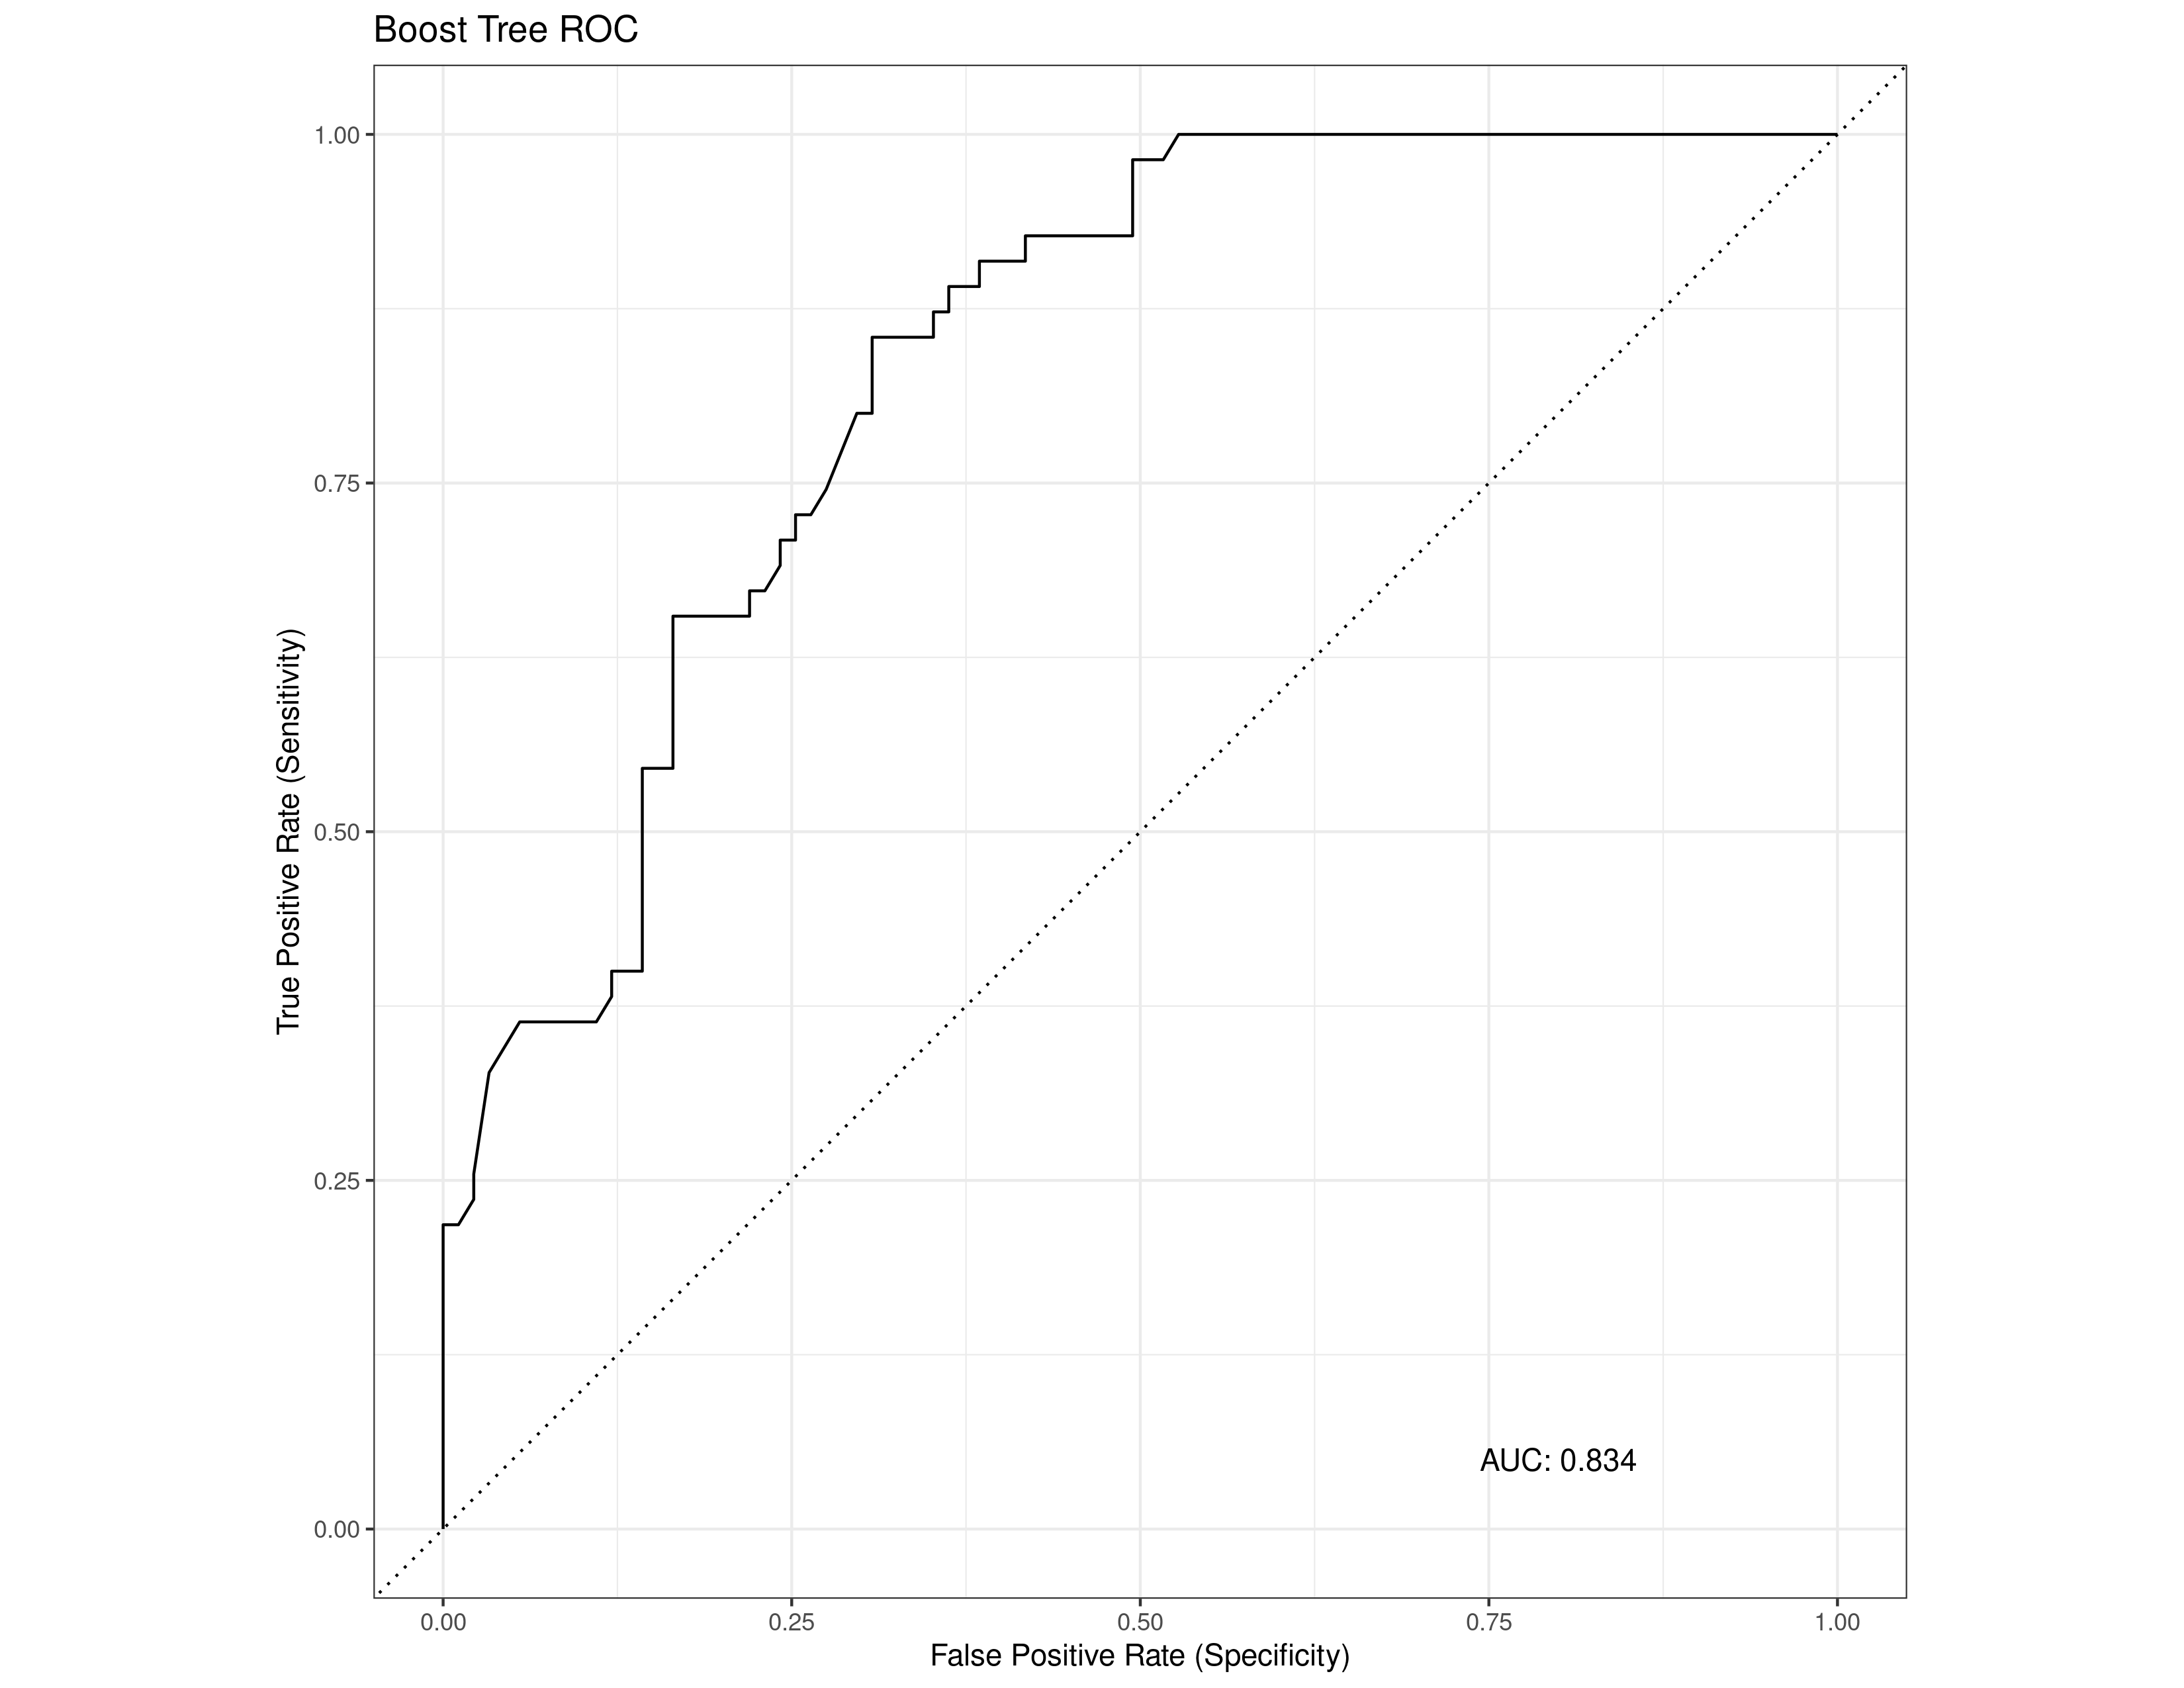 Boost Tree ROC
True Positive Rate (Sensitivity)
1.00
0.75
0.50
0.25
0.00
AUC: 0.834
0.00 0.25 0.50 0.75 1.00
False Positive Rate (Specificity)